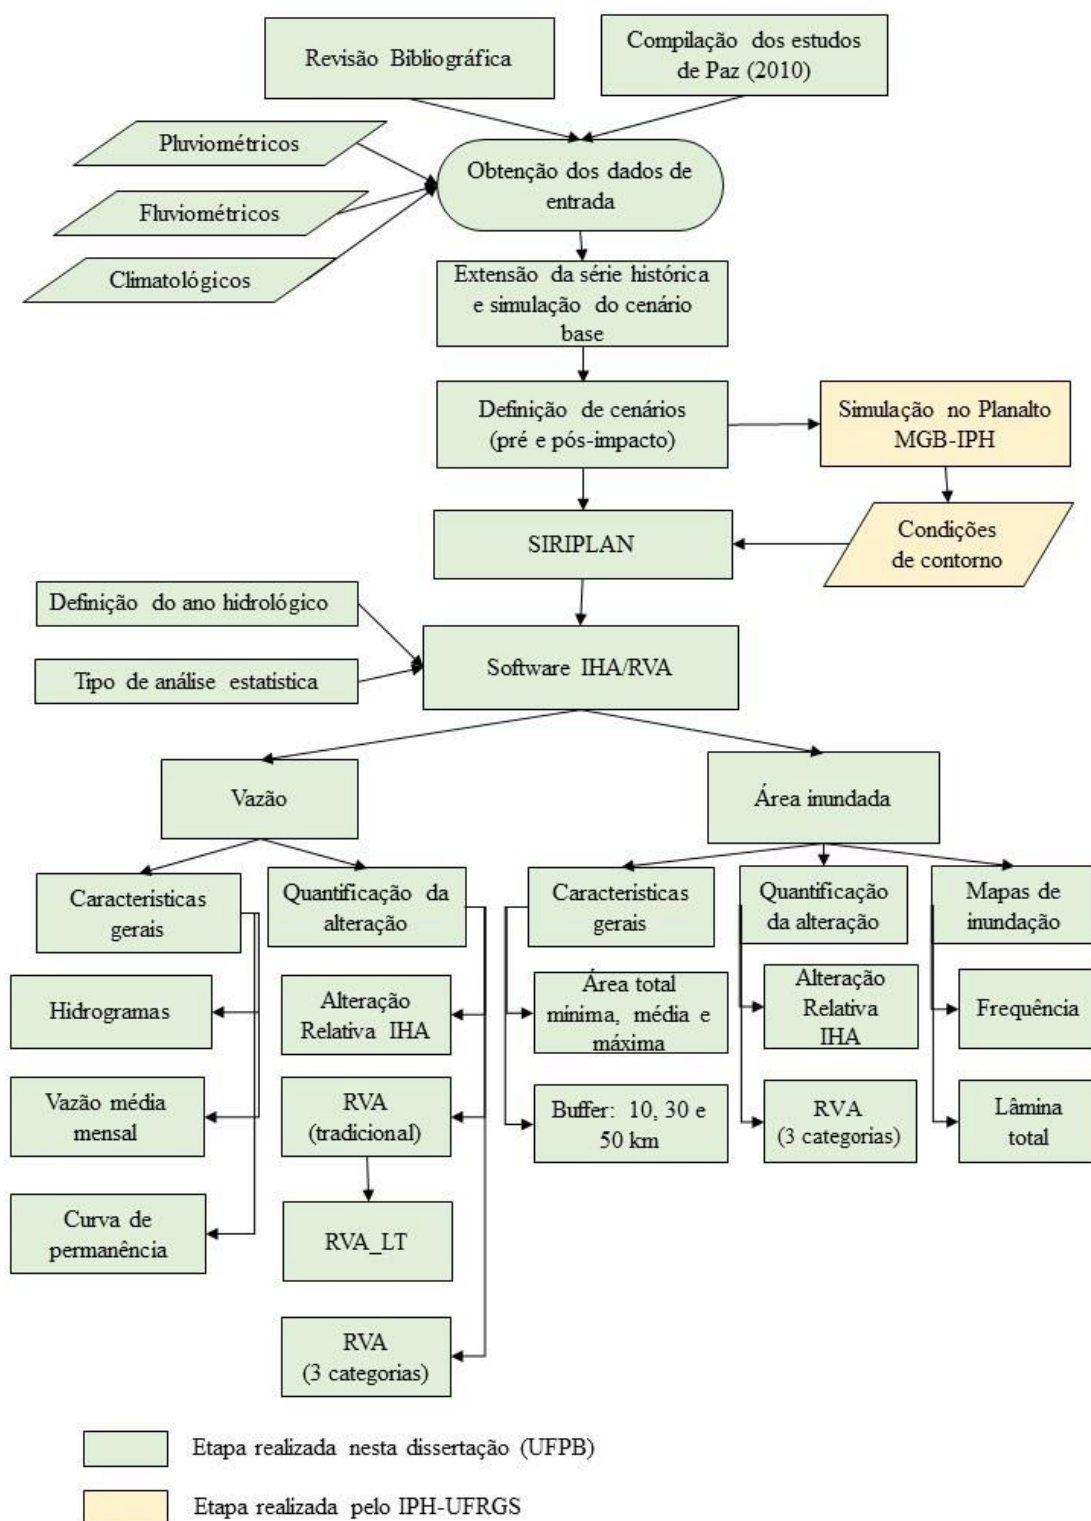 Revisão Bibliográfica
Compilação dos estudos
de Paz (2010)
Pluviométricos
Fluviométricos
Climatológicos
Obtenção dos dados de
entrada
Extensão da série histórica
e simulação do cenário
base
Definição de cenários
(pré e pós-impacto)
Simulação no Planalto
MGB-IPH
Condições
de contorno
SIRIPLAN
Definição do ano hidrológico
Tipo de análise estatística
Software IHA/RVA
Vazão
Área inundada
Características
gerais
Quantificação da
alteração
Características
gerais
Quantificação
da alteração
Mapas de
inundação
Hidrogramas
Alteração
Relativa IHA
Área total
mínima, média e
máxima
Alteração
Relativa
IHA
Frequência
Vazão média
mensal
RVA
(tradicional)
Buffer: 10, 30 e
50 km
RVA
(3 categorias)
Lâmina
total
Curva de
permanência
RVA_LT
RVA
(3 categorias)
Etapa realizada nesta dissertação (UFPB)
Etapa realizada pelo IPH-UFRGS